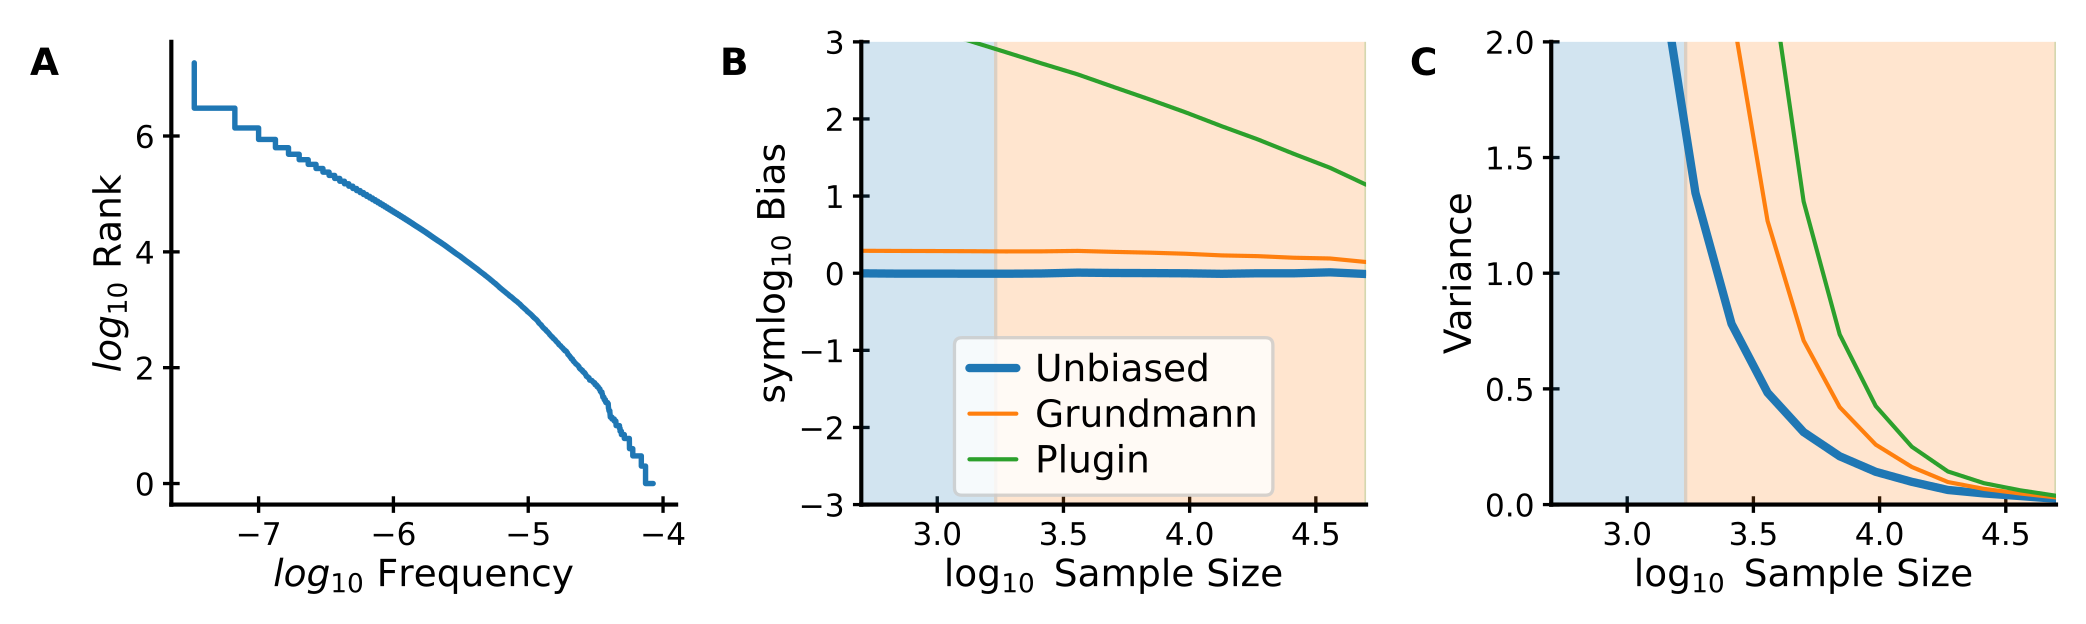 A
log10 Rank
6
4
2
0
−7 −6 −5 −4
log10 Frequency
B
symlog10 Bias
3
2
1
0
−1
−2
−3
Unbiased
Grundmann
Plugin
3.0 3.5 4.0 4.5
log10 Sample Size
C
Variance
2.0
1.5
1.0
0.5
0.0
3.0 3.5 4.0 4.5
log10 Sample Size